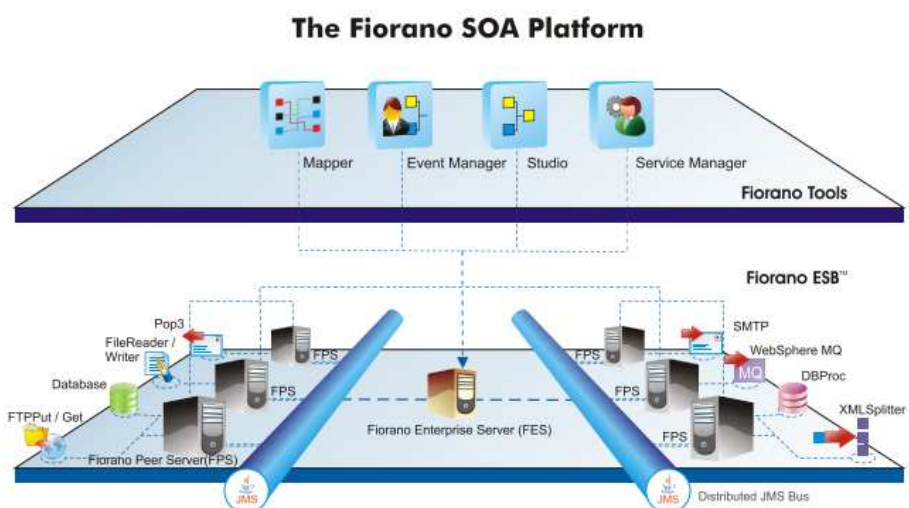 The Fiorano SOA Platform
Mapper
Event Manager
Studio
Service Manager
Fiorano Tools
Fiorano ESB™
Pop3
FileReader /
Writer
Database
FTPPut / Get
Fiorano Peer Server(FPS)
FPS
FPS
Fiorano Enterprise Server (FES)
FPS
FPS
FPS
SMTP
WebSphere MQ
MQ
DBProc
XMLSplitter
JMS
JMS
Distributed JMS Bus